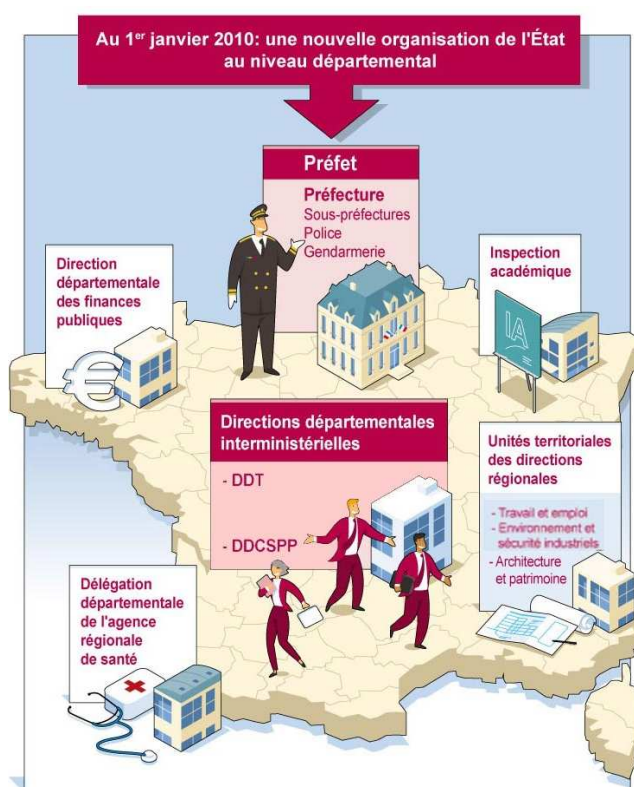 Au 1er janvier 2010: une nouvelle organisation de l'État
au niveau départemental
Préfet
Préfecture
Sous-préfectures
Police
Gendarmerie
Direction
départementale
des finances
publiques
€
Inspection
académique
IA
Directions départementales
interministérielles
- DDT
- DDCSPP
Unités territoriales
des directions
régionales
- Travail et emploi
- Environnement et
sécurité industriels
- Architecture
et patrimoine
Délégation
départementale
de l'agence
régionale
de santé